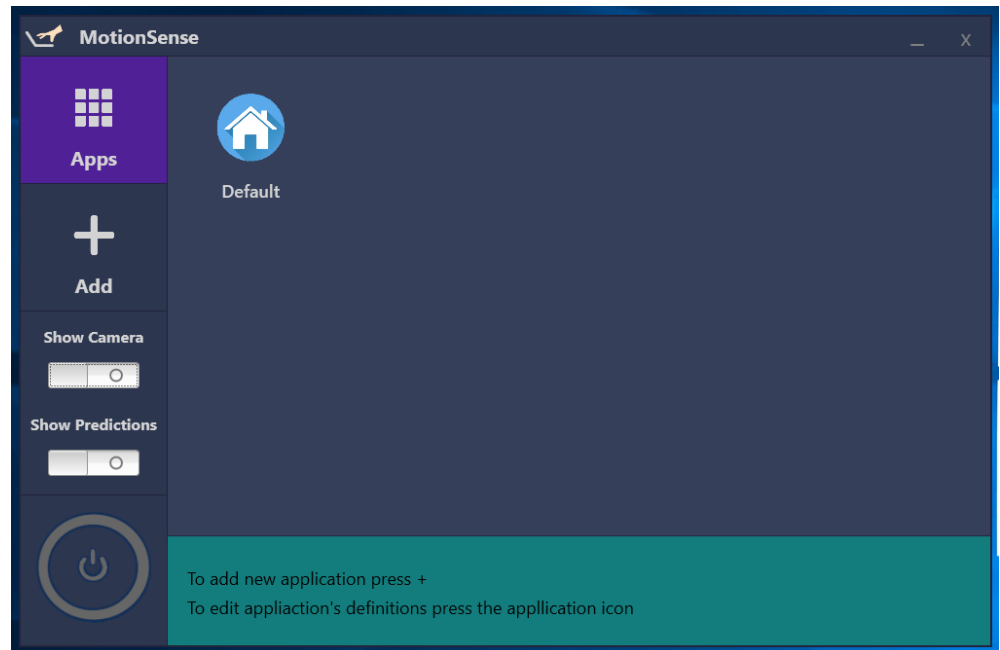 MotionSense
_ X
Apps
Default
Add
Show Camera
Show Predictions
To add new application press +
To edit appliaction's definitions press the appllication icon